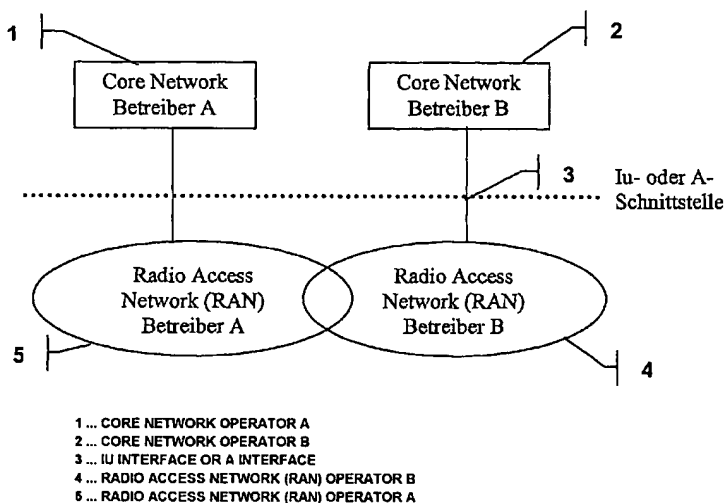 1
2
Core Network
Betreiber A
Core Network
Betreiber B
3
Iu- oder A-
Schnittstelle
Radio Access
Network (RAN)
Betreiber A
Radio Access
Network (RAN)
Betreiber B
5
4
1 ... CORE NETWORK OPERATOR A
2 ... CORE NETWORK OPERATOR B
3 ... IU INTERFACE OR A INTERFACE
4 ... RADIO ACCESS NETWORK (RAN) OPERATOR B
5 ... RADIO ACCESS NETWORK (RAN) OPERATOR A